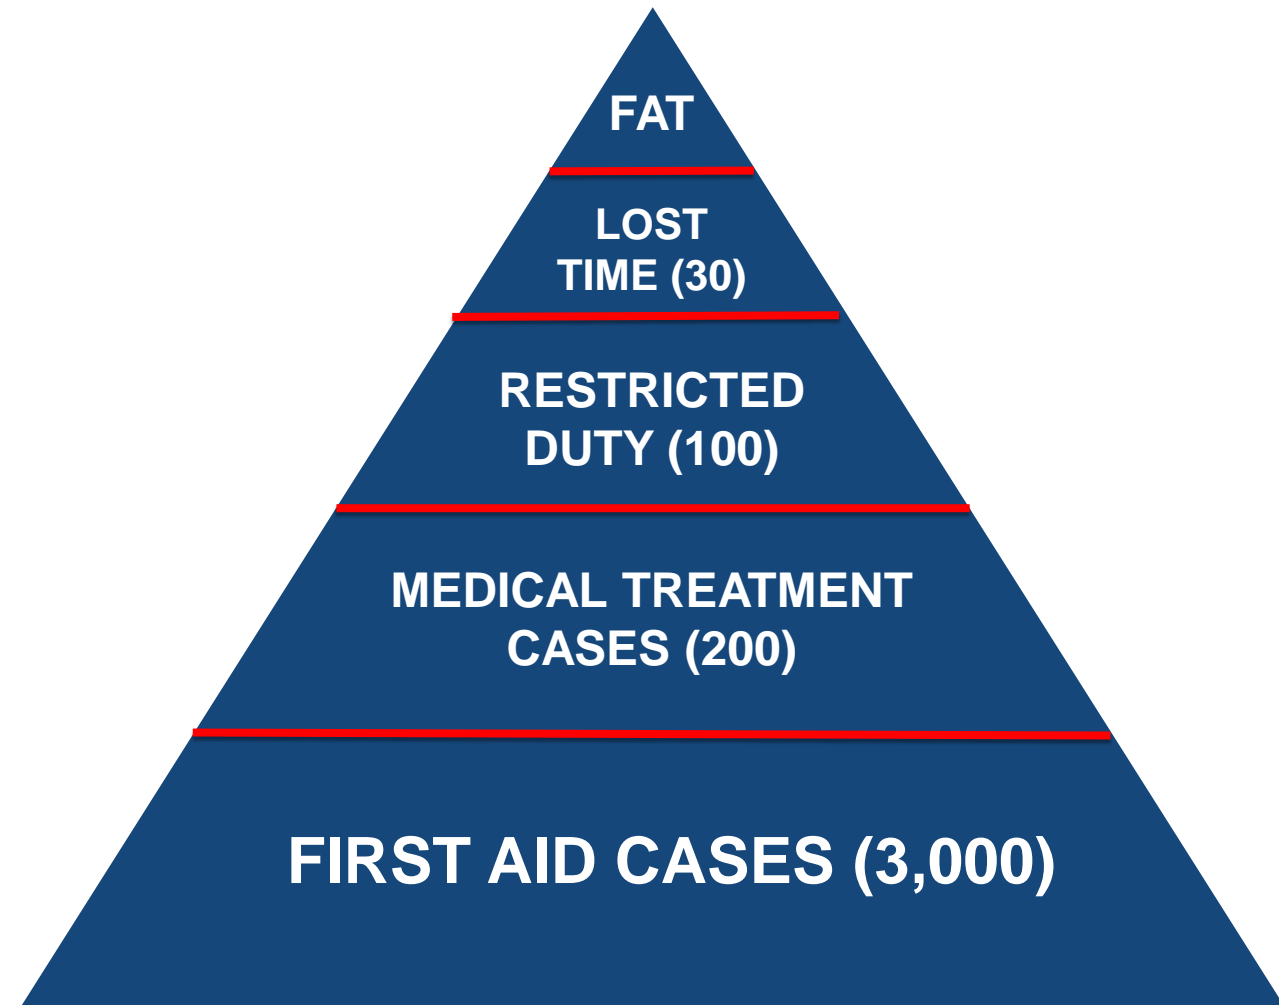 FAT
LOST
TIME (30)
RESTRICTED
DUTY (100)
MEDICAL TREATMENT
CASES (200)
FIRST AID CASES (3,000)